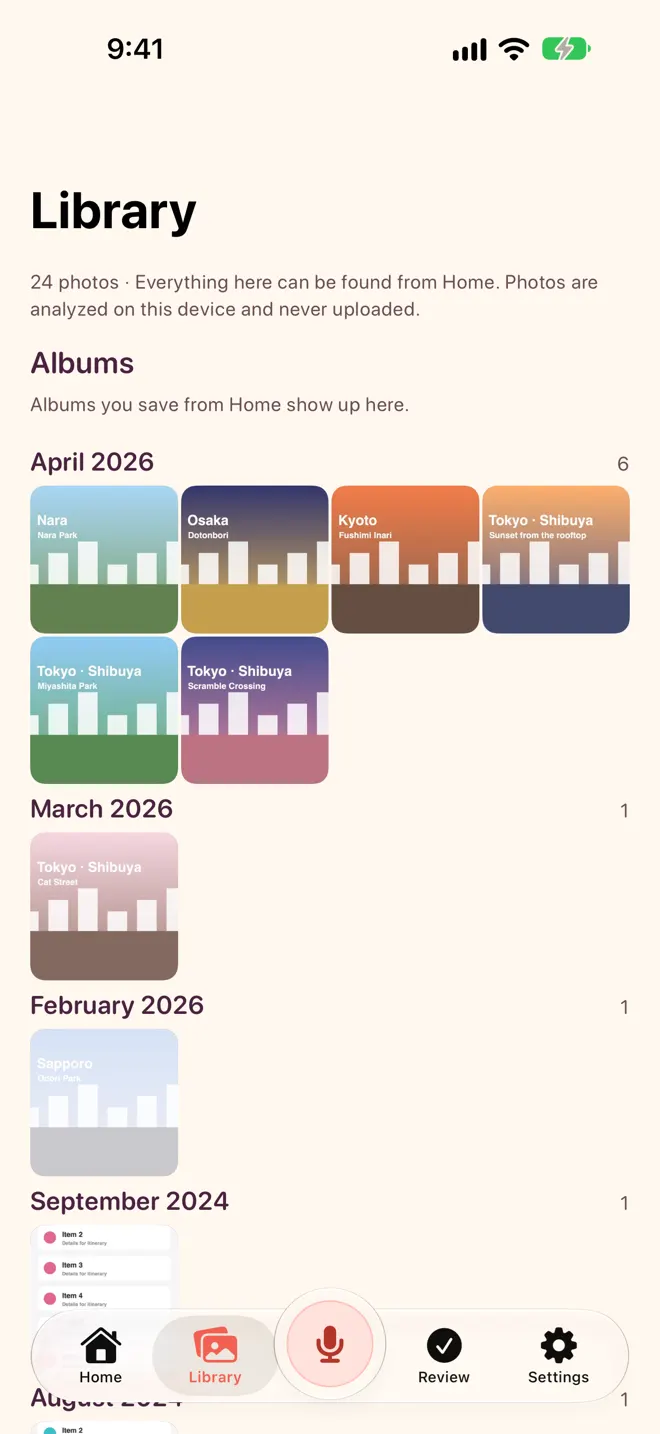 9:41
Library
24 photos · Everything here can be found from Home. Photos are
analyzed on this device and never uploaded.
Albums
Albums you save from Home show up here.
April 2026
6
Nara
Nara Park
Osaka
Dotonbori
Kyoto
Fushimi Inari
Tokyo · Shibuya
Sunset from the rooftop
Tokyo · Shibuya
Miyashita Park
Tokyo · Shibuya
Scramble Crossing
March 2026
1
Tokyo · Shibuya
Cat Street
February 2026
1
Sapporo
Odori Park
September 2024
1
Item 2
Details for Itinerary
Item 3
Details for Itinerary
Item 4
Details for Itinerary
Home
Library
Review
Settings
August 2024
1
Item 2